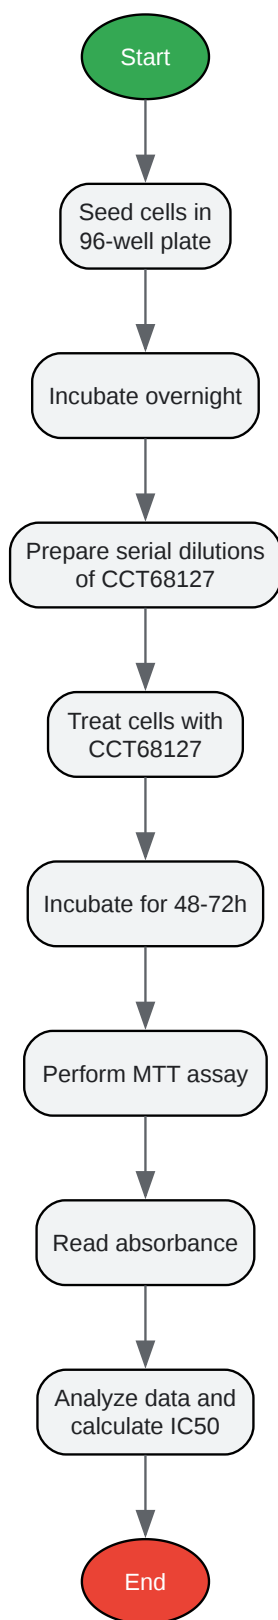 Start
Seed cells in
96-well plate
Incubate overnight
Prepare serial dilutions
of CCT68127
Treat cells with
CCT68127
Incubate for 48-72h
Perform MTT assay
Read absorbance
Analyze data and
calculate IC50
End